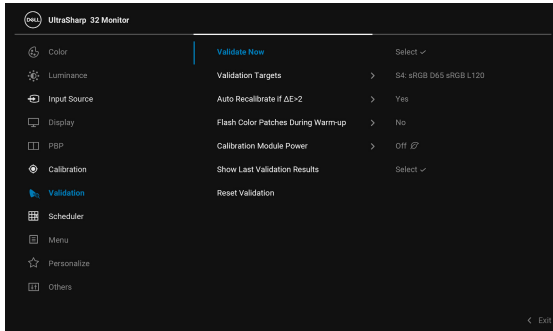 DELL UltraSharp 32 Monitor
Color
Luminance
Input Source
Display
PBP
Calibration
Validation
Scheduler
Menu
Personalize
Others
Validate Now Select
Validation Targets S4: sRGB D65 sRGB L120
Auto Recalibrate if ΔE>2 Yes
Flash Color Patches During Warm-up No
Calibration Module Power Off
Show Last Validation Results Select
Reset Validation
Exit